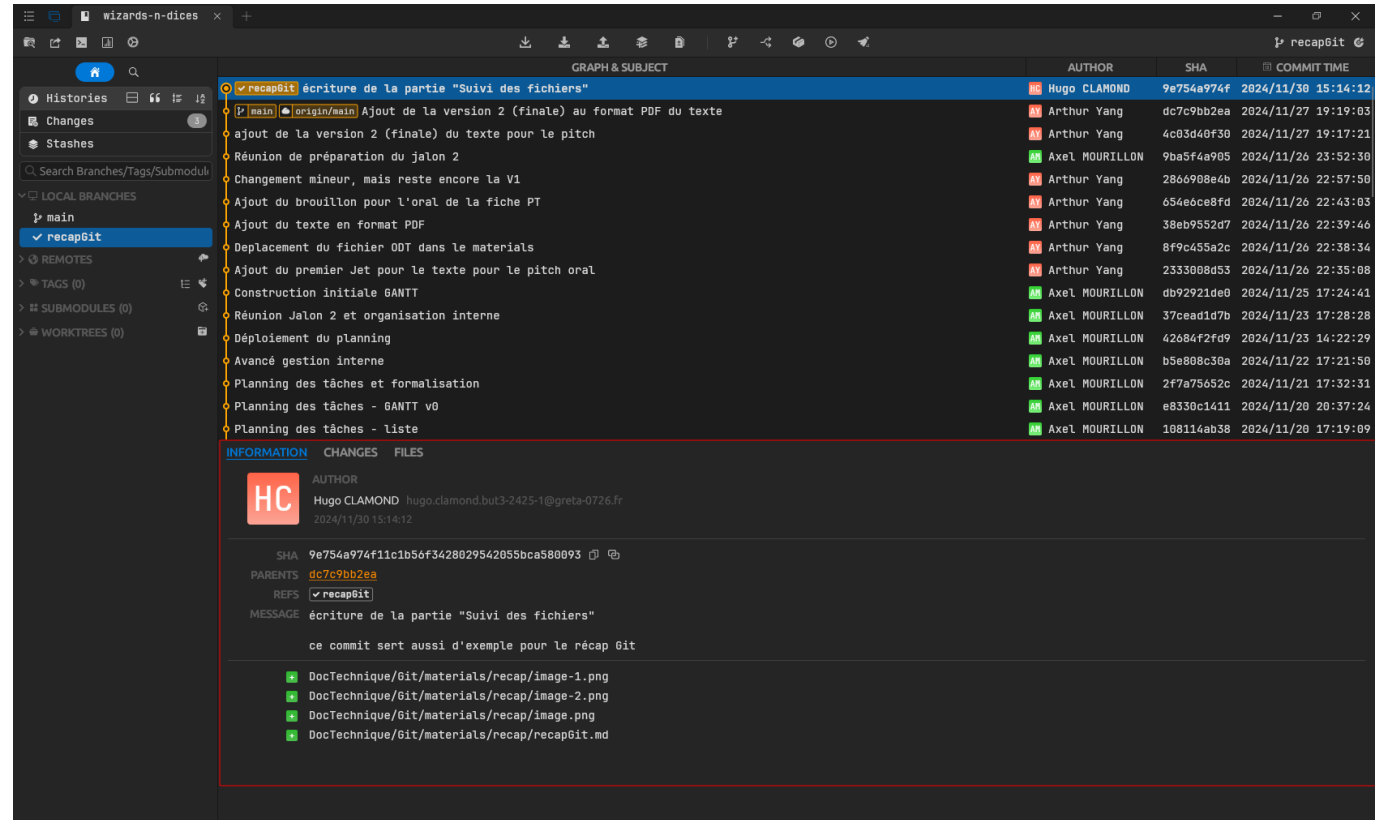 wizards-n-dices
recapGit
GRAPH & SUBJECT AUTHOR SHA COMMIT TIME
Histories
Changes 3
Stashes
Search Branches/Tags/Submodul
LOCAL BRANCHES
main
recapGit
REMOTES
TAGS (0)
SUBMODULES (0)
WORKTREES (0)
recapGit écriture de la partie "Suivi des fichiers" HC Hugo CLAMOND 9e754a974f 2024/11/30 15:14:12
main origin/main Ajout de la version 2 (finale) au format PDF du texte AY Arthur Yang dc7c9bb2ea 2024/11/27 19:19:03
ajout de la version 2 (finale) du texte pour le pitch AY Arthur Yang 4c03d40f30 2024/11/27 19:17:21
Réunion de préparation du jalon 2 AM Axel MOURILLON 9ba5f4a905 2024/11/26 23:52:30
Changement mineur, mais reste encore la V1 AY Arthur Yang 2866908e4b 2024/11/26 22:57:50
Ajout du brouillon pour l'oral de la fiche PT AY Arthur Yang 654e6ce8fd 2024/11/26 22:43:03
Ajout du texte en format PDF AY Arthur Yang 38eb9552d7 2024/11/26 22:39:46
Deplacement du fichier ODT dans le materials AY Arthur Yang 8f9c455a2c 2024/11/26 22:38:34
Ajout du premier Jet pour le texte pour le pitch oral AY Arthur Yang 2333008d53 2024/11/26 22:35:08
Construction initiale GANTT AM Axel MOURILLON db92921de0 2024/11/25 17:24:41
Réunion Jalon 2 et organisation interne AM Axel MOURILLON 37cead1d7b 2024/11/23 17:28:28
Déploiement du planning AM Axel MOURILLON 42684f2fd9 2024/11/23 14:22:29
Avancé gestion interne AM Axel MOURILLON b5e808c30a 2024/11/22 17:21:50
Planning des tâches et formalisation AM Axel MOURILLON 2f7a75652c 2024/11/21 17:32:31
Planning des tâches - GANTT v0 AM Axel MOURILLON e8330c1411 2024/11/20 20:37:24
Planning des tâches - liste AM Axel MOURILLON 108114ab38 2024/11/20 17:19:09
INFORMATION CHANGES FILES
HC
AUTHOR
Hugo CLAMOND hugo.clamond.but3-2425-1@greta-0726.fr
2024/11/30 15:14:12
SHA 9e754a974f11c1b56f3428029542055bca580093
PARENTS dc7c9bb2ea
REFS recapGit
MESSAGE écriture de la partie "Suivi des fichiers"
ce commit sert aussi d'exemple pour le récap Git
DocTechnique/Git/materials/recap/image-1.png
DocTechnique/Git/materials/recap/image-2.png
DocTechnique/Git/materials/recap/image.png
DocTechnique/Git/materials/recap/recapGit.md